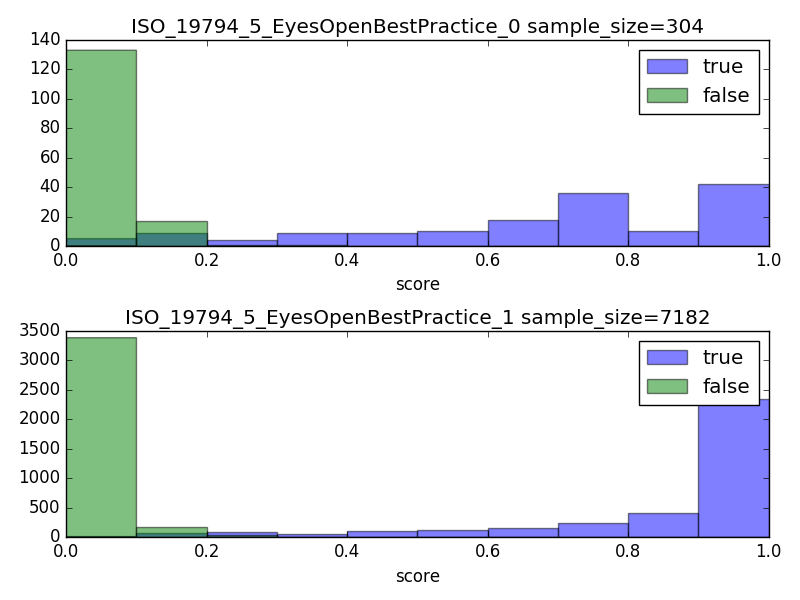 ISO_19794_5_EyesOpenBestPractice_0 sample_size=304
140
120
100
80
60
40
20
0
true
false
0.0 0.2 0.4 0.6 0.8 1.0
score
ISO_19794_5_EyesOpenBestPractice_1 sample_size=7182
3500
3000
2500
2000
1500
1000
500
0
true
false
0.0 0.2 0.4 0.6 0.8 1.0
score